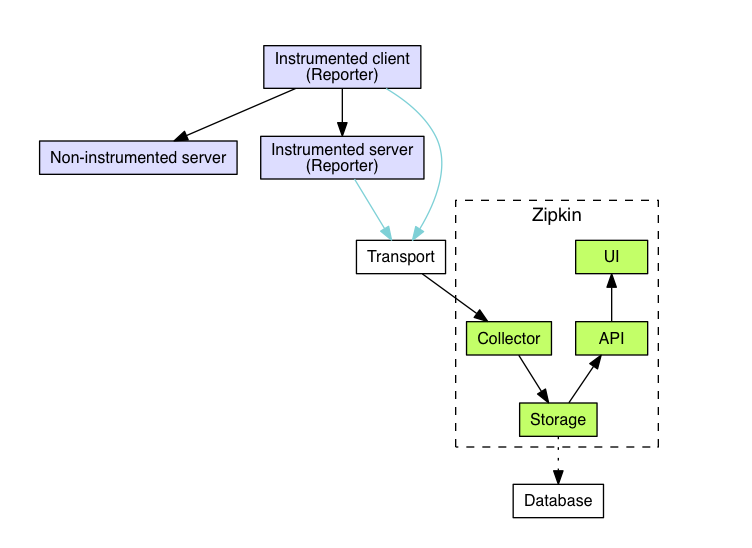 Instrumented client
(Reporter)
Non-instrumented server
Instrumented server
(Reporter)
Zipkin
Transport
UI
Collector
API
Storage
Database